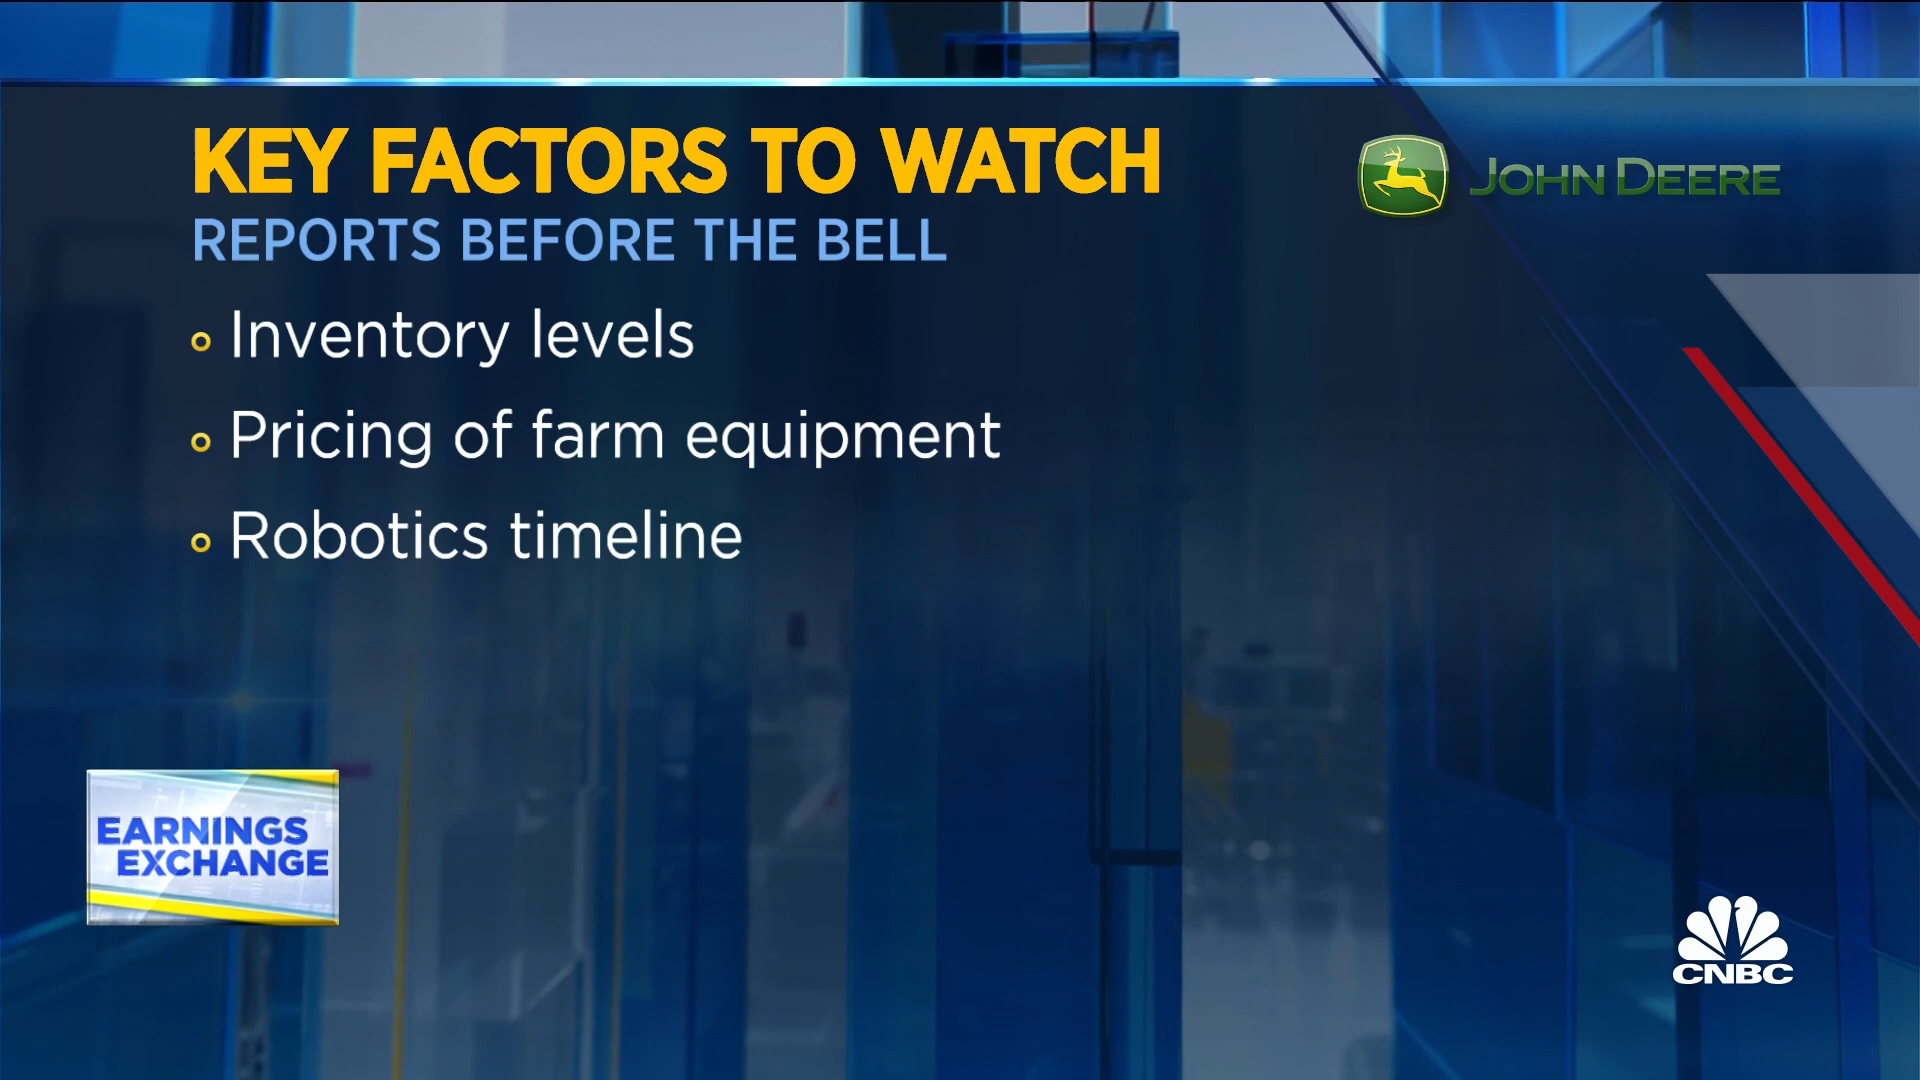 KEY FACTORS TO WATCH
JOHN DEERE
REPORTS BEFORE THE BELL
Inventory levels
Pricing of farm equipment
Robotics timeline
EARNINGS
EXCHANGE
CNBC